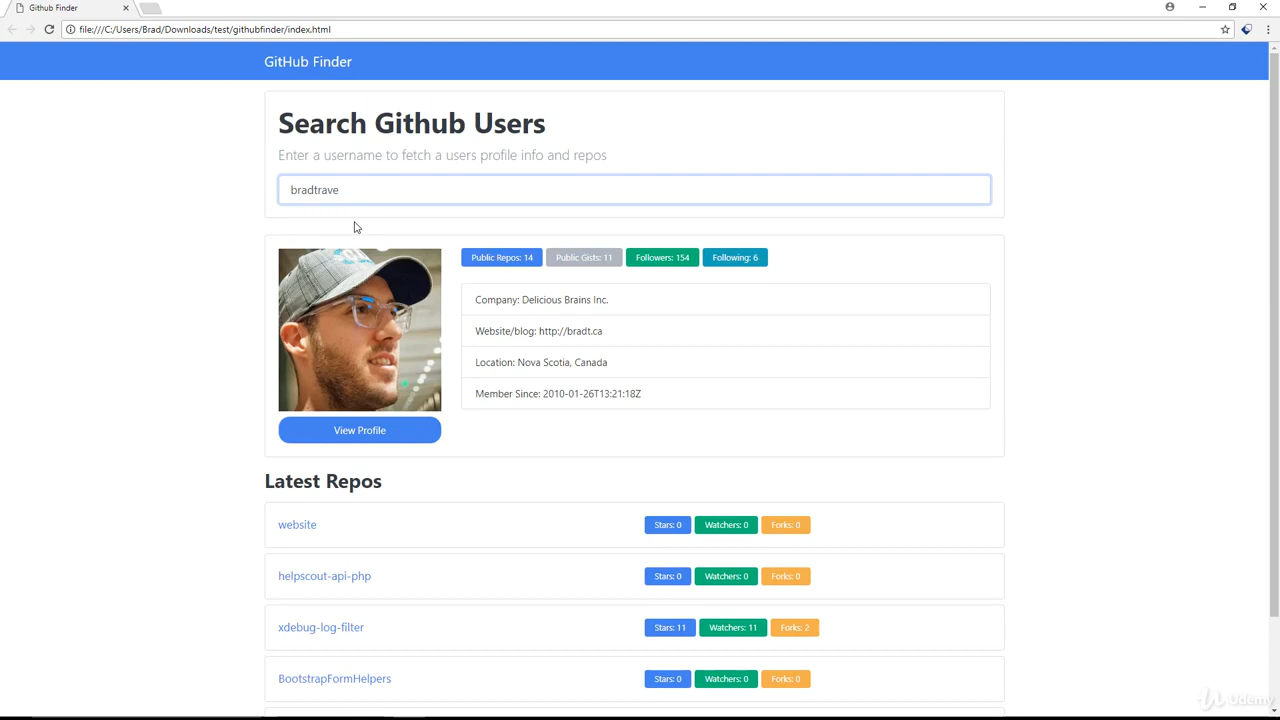 Github Finder
file:///C:/Users/Brad/Downloads/test/githubfinder/index.html
GitHub Finder
Search Github Users
Enter a username to fetch a users profile info and repos
bradtrave
Public Repos: 14 Public Gists: 11 Followers: 154 Following: 6
Company: Delicious Brains Inc.
Website/blog: http://bradt.ca
Location: Nova Scotia, Canada
Member Since: 2010-01-26T13:21:18Z
View Profile
Latest Repos
website Stars: 0 Watchers: 0 Forks: 0
helpscout-api-php Stars: 0 Watchers: 0 Forks: 0
xdebug-log-filter Stars: 11 Watchers: 11 Forks: 2
BootstrapFormHelpers Stars: 0 Watchers: 0 Forks: 0
Udemy